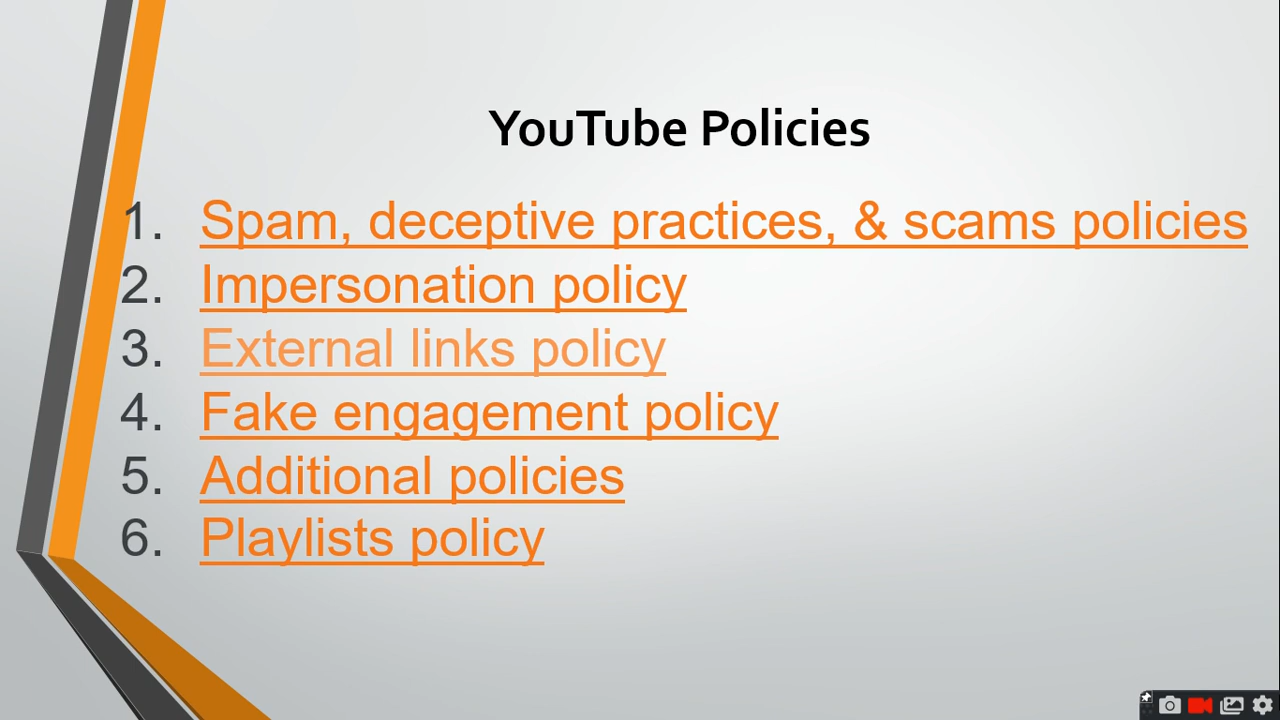 YouTube Policies
1. Spam, deceptive practices, & scams policies
2. Impersonation policy
3. External links policy
4. Fake engagement policy
5. Additional policies
6. Playlists policy